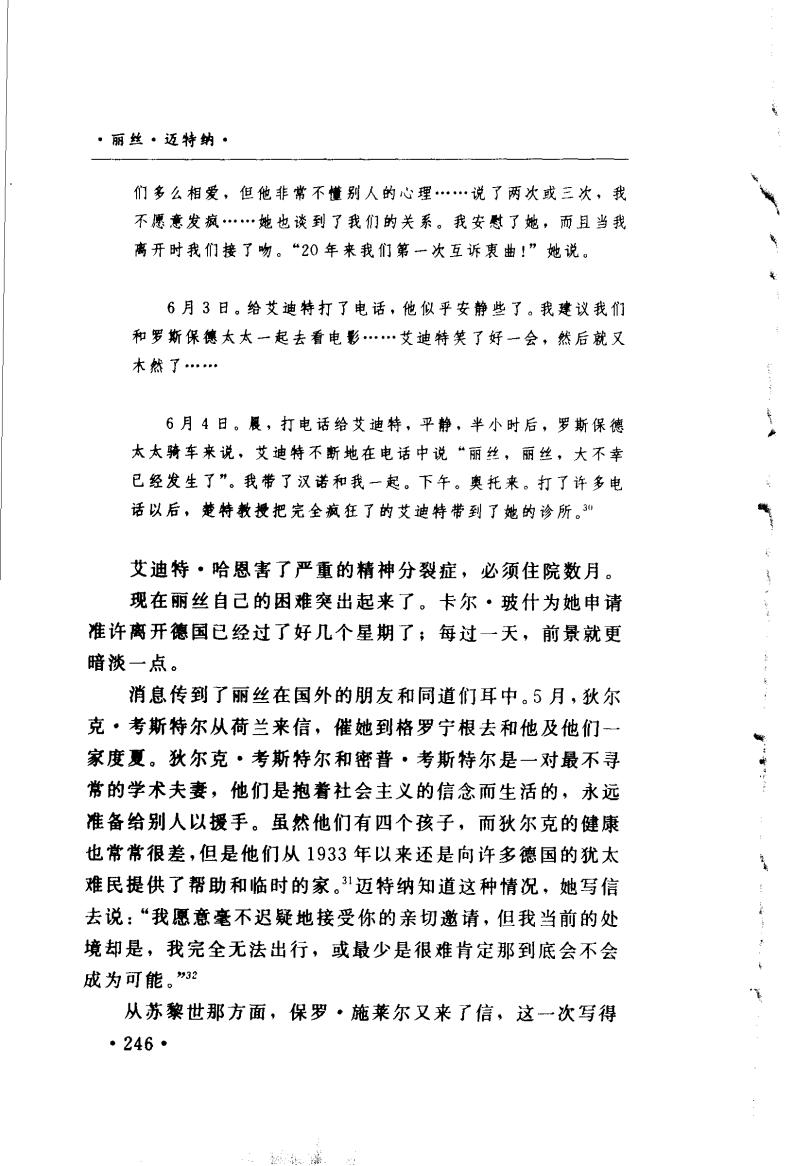 ·丽丝·迈特纳·
们多么相爱，但他非常不懂别人的心理……说了两次或三次，我
不愿意发疯……她也谈到了我们的关系。我安慰了她，而且当我
离开时我们接了吻。“20年来我们第一次互诉衷曲！”她说。
6月3日。给艾迪特打了电话，他似乎安静些了。我建议我们
和罗斯保德太太一起去看电影……艾迪特笑了好一会，然后就又
木然了……
6月4日。晨，打电话给艾迪特，平静，半小时后，罗斯保德
太太骑车来说，艾迪特不断地在电话中说“丽丝，丽丝，大不幸
已经发生了”。我带了汉诺和我一起。下午。奥托来。打了许多电
话以后，楚特教授把完全疯狂了的艾迪特带到了她的诊所。30
艾迪特·哈恩害了严重的精神分裂症，必须住院数月。
现在丽丝自己的困难突出起来了。卡尔·玻什为她申请
准许离开德国已经过了好几个星期了；每过一天，前景就更
暗淡一点。
消息传到了丽丝在国外的朋友和同道们耳中。5月，狄尔
克·考斯特尔从荷兰来信，催她到格罗宁根去和他及他们一
家度夏。狄尔克·考斯特尔和密普·考斯特尔是一对最不寻
常的学术夫妻，他们是抱着社会主义的信念而生活的，永远
准备给别人以援手。虽然他们有四个孩子，而狄尔克的健康
也常常很差，但是他们从1933年以来还是向许多德国的犹太
难民提供了帮助和临时的家。31迈特纳知道这种情况，她写信
去说：“我愿意毫不迟疑地接受你的亲切邀请，但我当前的处
境却是，我完全无法出行，或最少是很难肯定那到底会不会
成为可能。”32
从苏黎世那方面，保罗·施莱尔又来了信，这一次写得
·246·